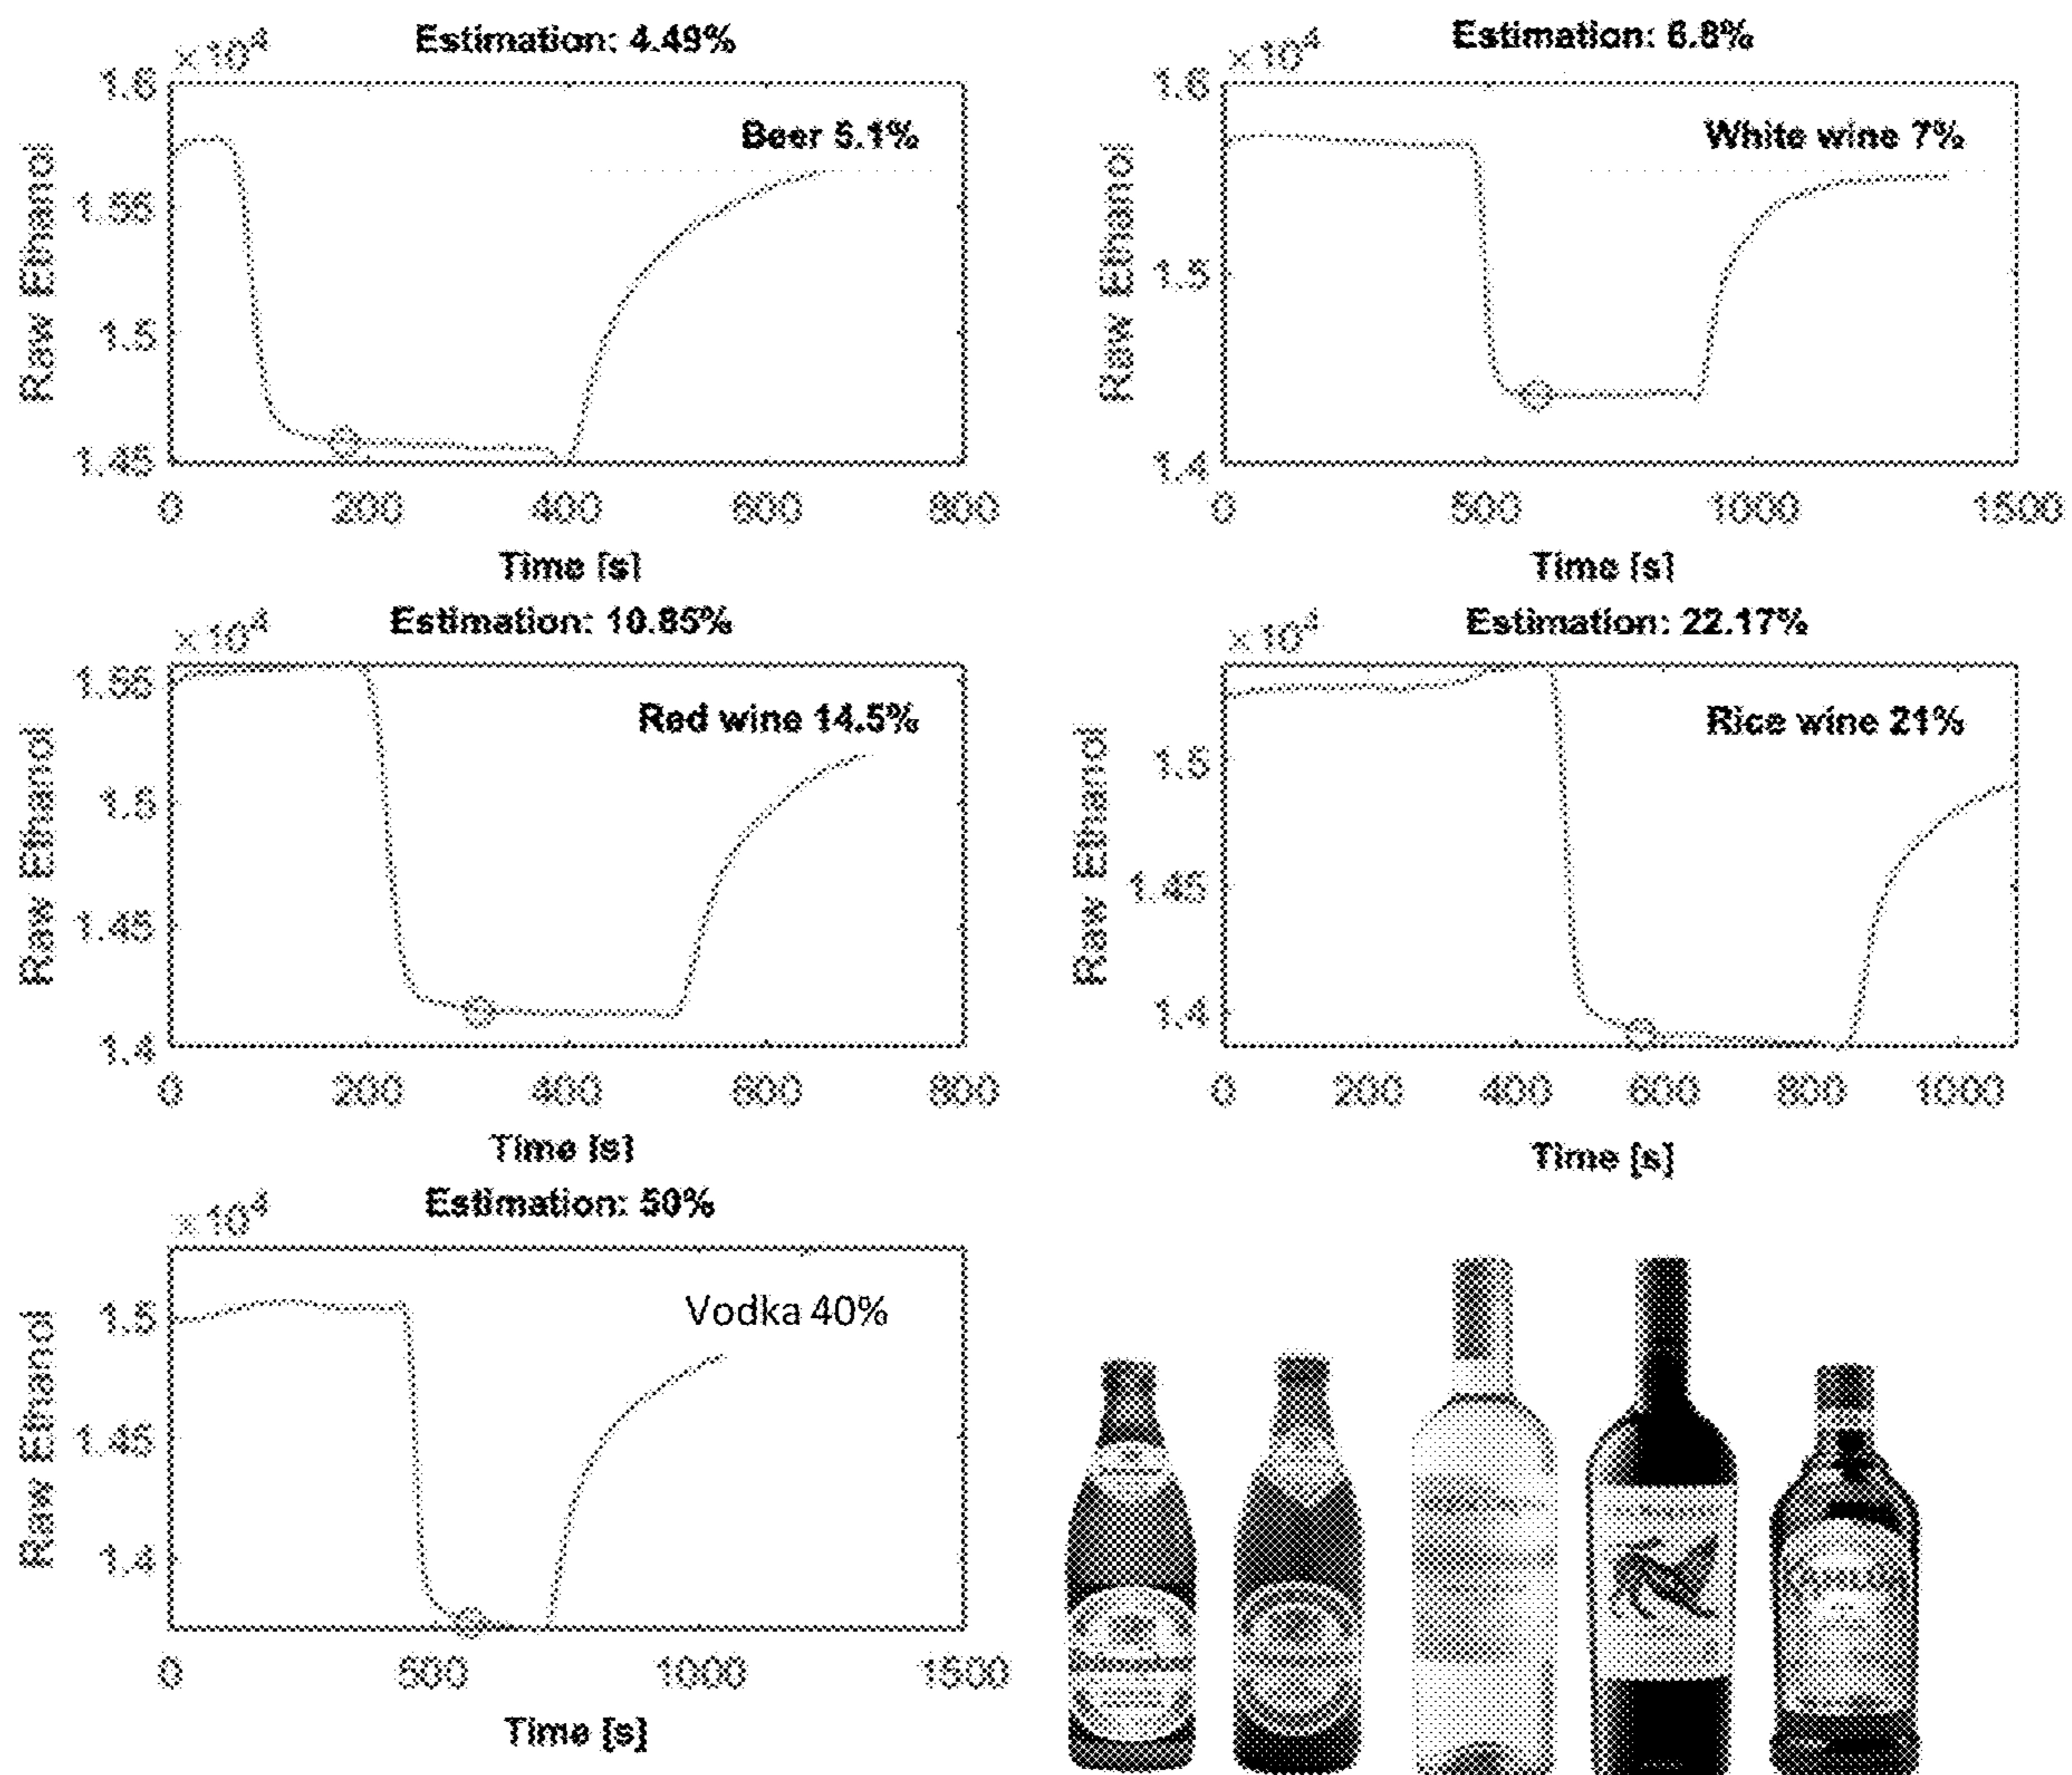 ×10⁴
Estimation: 4.49%
1.6
1.55
1.5
1.45
Beer 5.1%
Raw Ethanol
0 200 400 600 800
Time [s]
×10⁴
Estimation: 6.8%
1.6
1.5
1.4
White wine 7%
Raw Ethanol
0 500 1000 1500
Time [s]
×10⁴
Estimation: 10.85%
1.55
1.5
1.45
1.4
Red wine 14.5%
Raw Ethanol
0 200 400 600 800
Time [s]
×10⁴
Estimation: 22.17%
1.5
1.45
1.4
Rice wine 21%
Raw Ethanol
0 200 400 600 800 1000
Time [s]
×10⁴
Estimation: 50%
1.5
1.45
1.4
Vodka 40%
Raw Ethanol
0 500 1000 1500
Time [s]